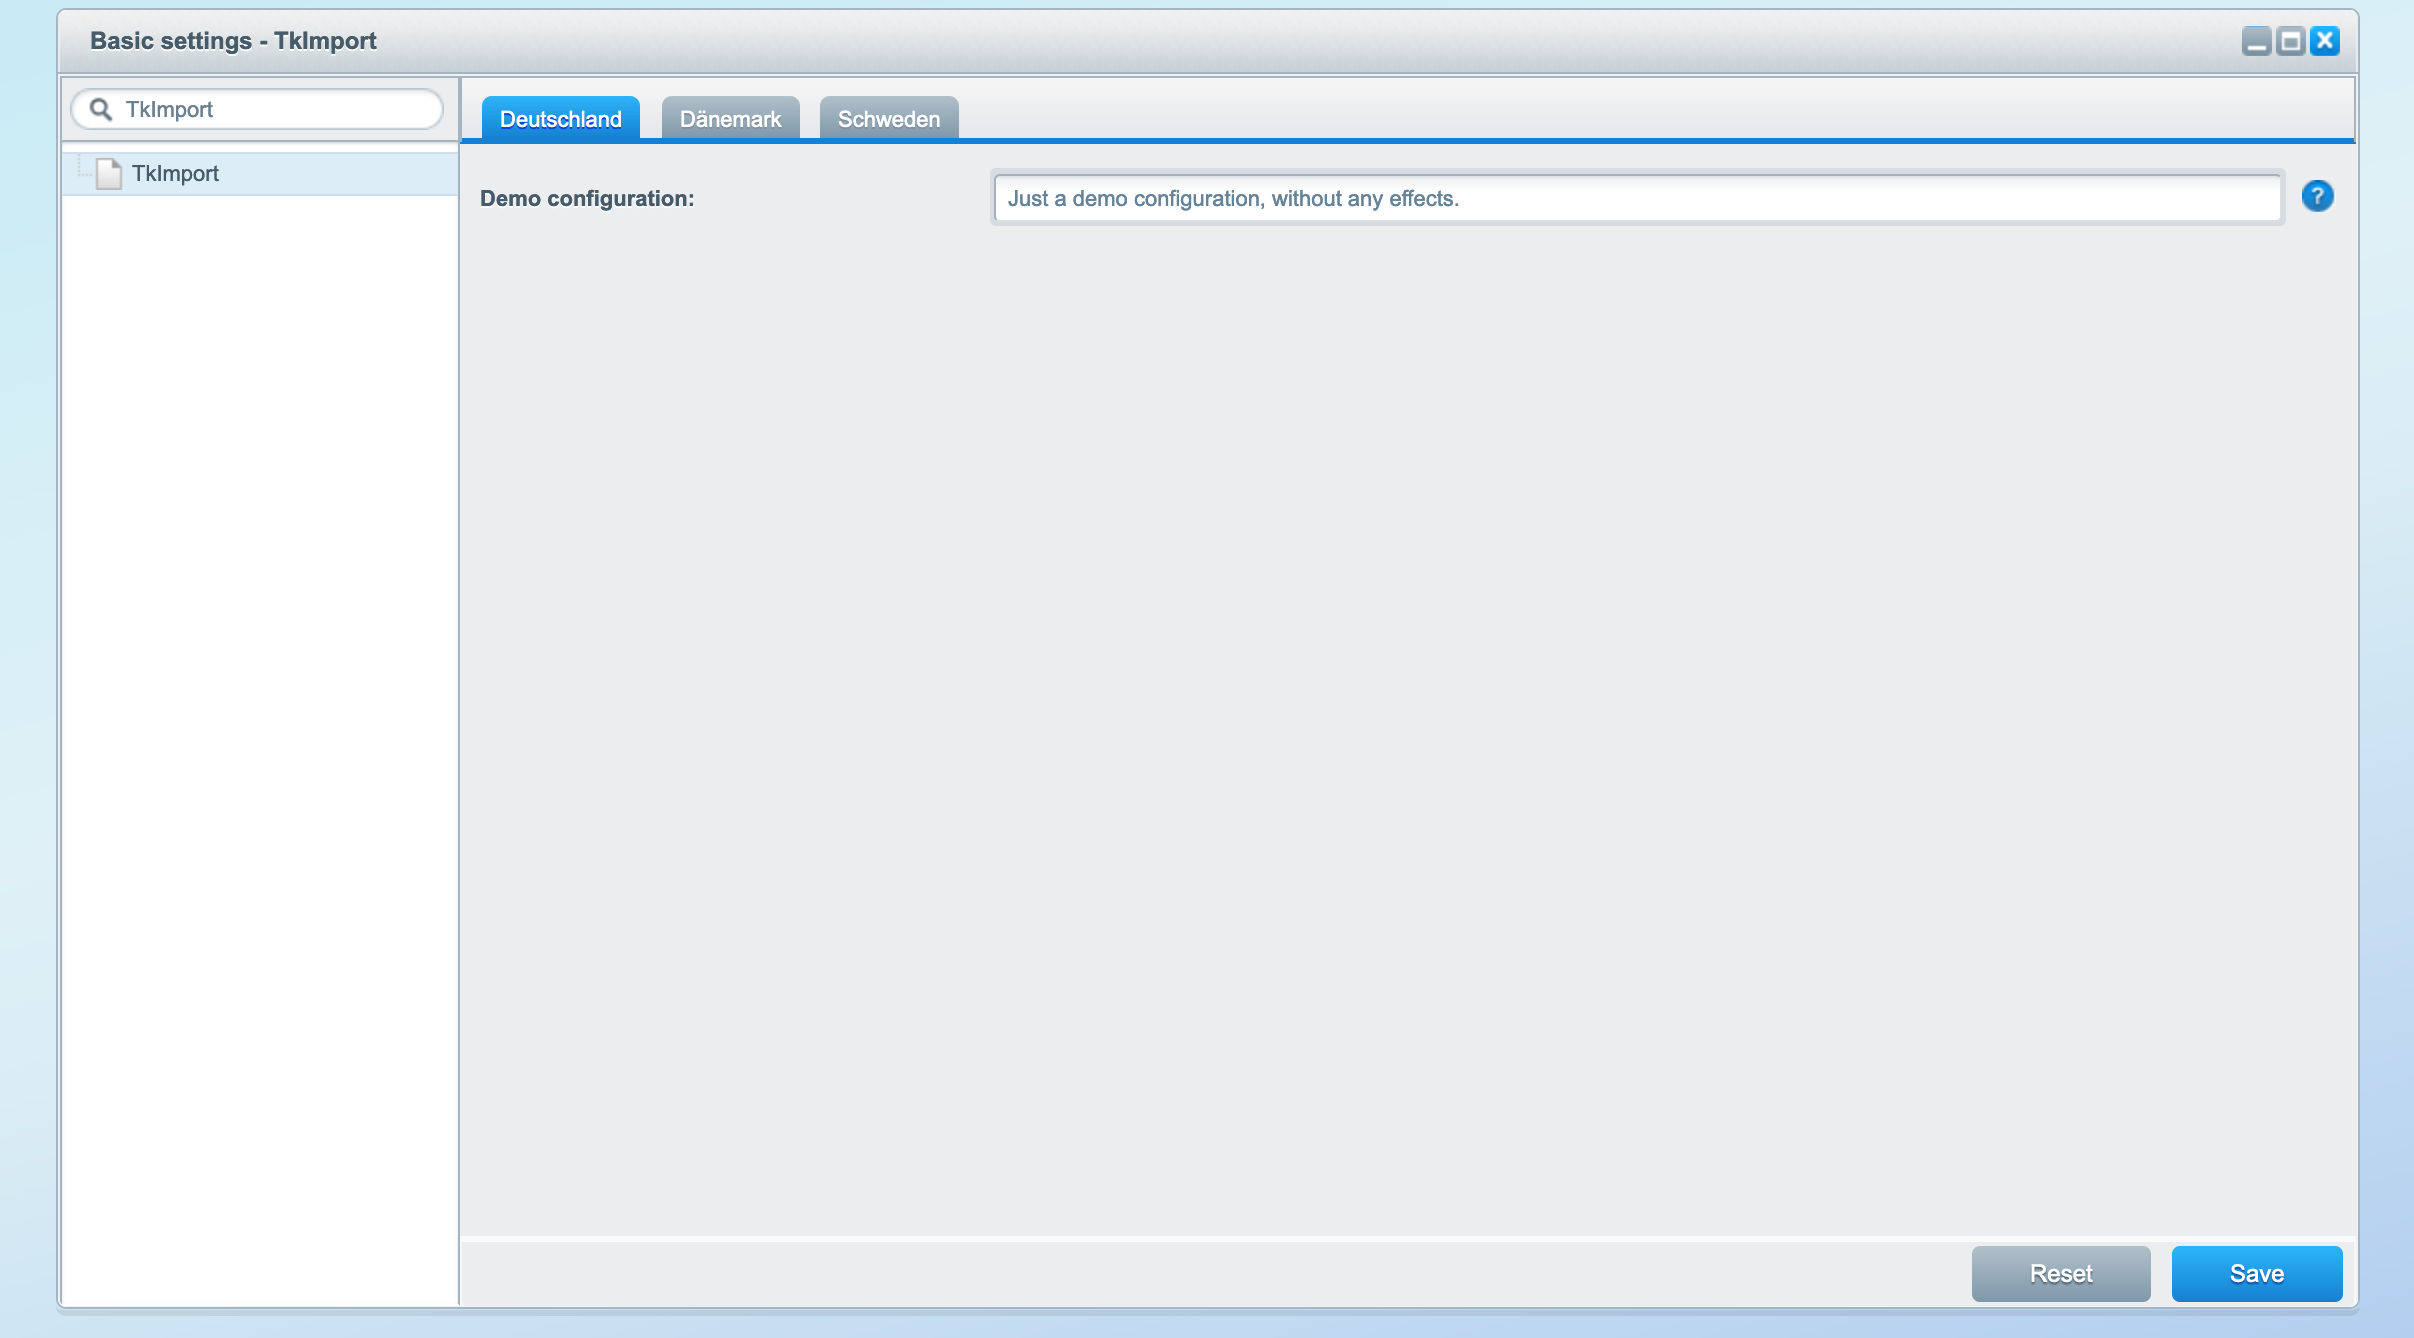 Basic settings - TkImport
TkImport
TkImport
Deutschland
Dänemark
Schweden
Demo configuration:
Just a demo configuration, without any effects.
?
Reset
Save